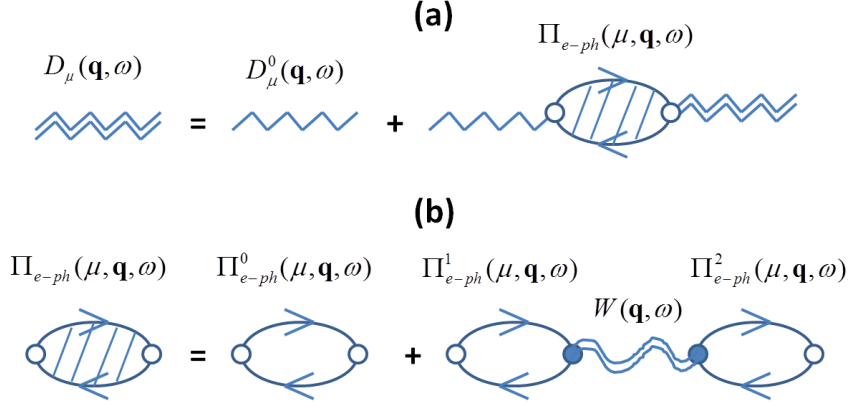 (a)
D_μ(𝐪,ω) D_μ^0(𝐪,ω) Π_{e−ph}(μ,𝐪,ω)
= +
(b)
Π_{e−ph}(μ,𝐪,ω) Π_{e−ph}^0(μ,𝐪,ω) Π_{e−ph}^1(μ,𝐪,ω) Π_{e−ph}^2(μ,𝐪,ω)
W(𝐪,ω)
= +